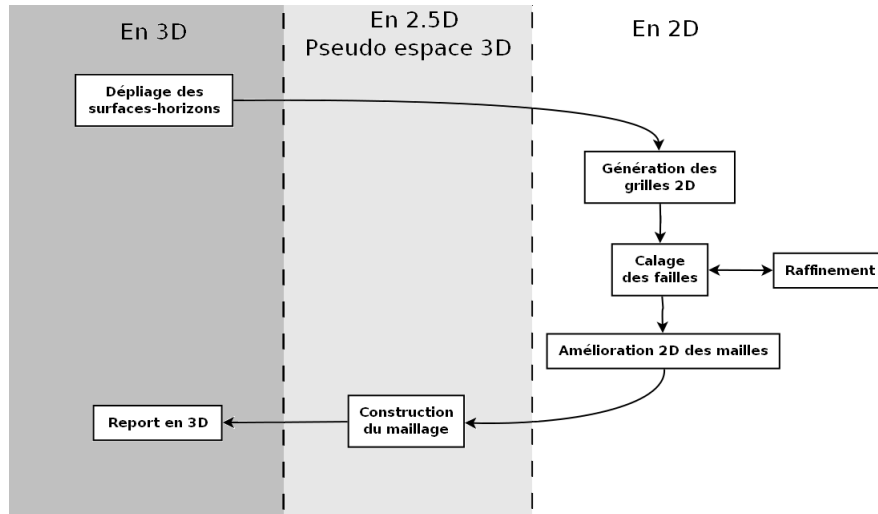 En 3D
En 2.5D
Pseudo espace 3D
En 2D
Dépliage des
surfaces-horizons
Génération des
grilles 2D
Calage
des failles
Raffinement
Amélioration 2D des mailles
Construction
du maillage
Report en 3D